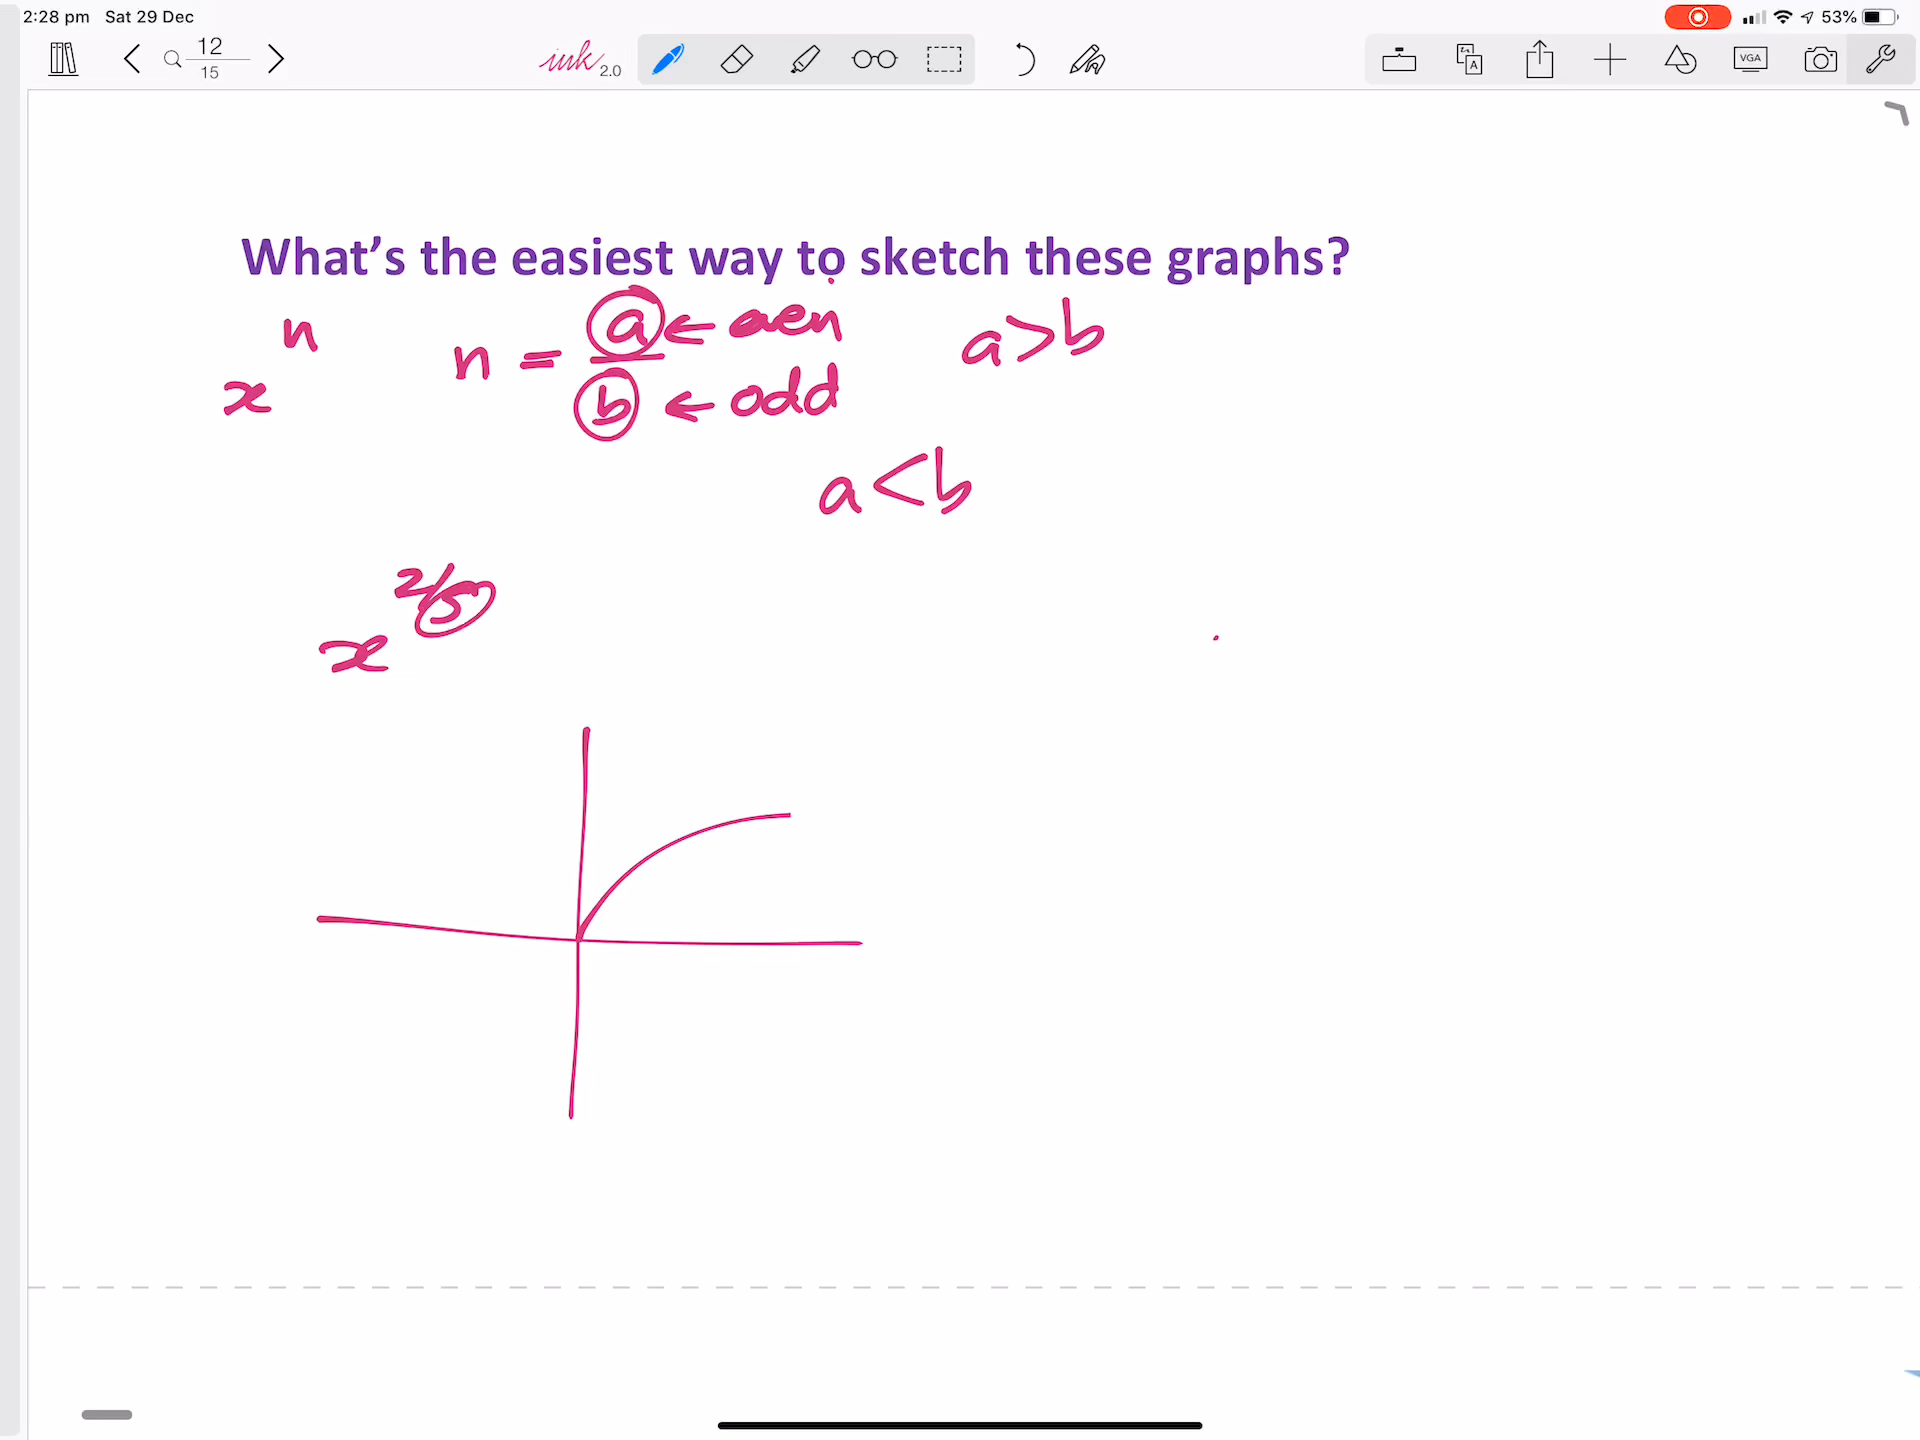 2:28 pm Sat 29 Dec 53%
12
15
ink 2.0
VGA
A
What's the easiest way to sketch these graphs?
xⁿ n = a/b
a ← even
b ← odd
a > b
a < b
x^2/5